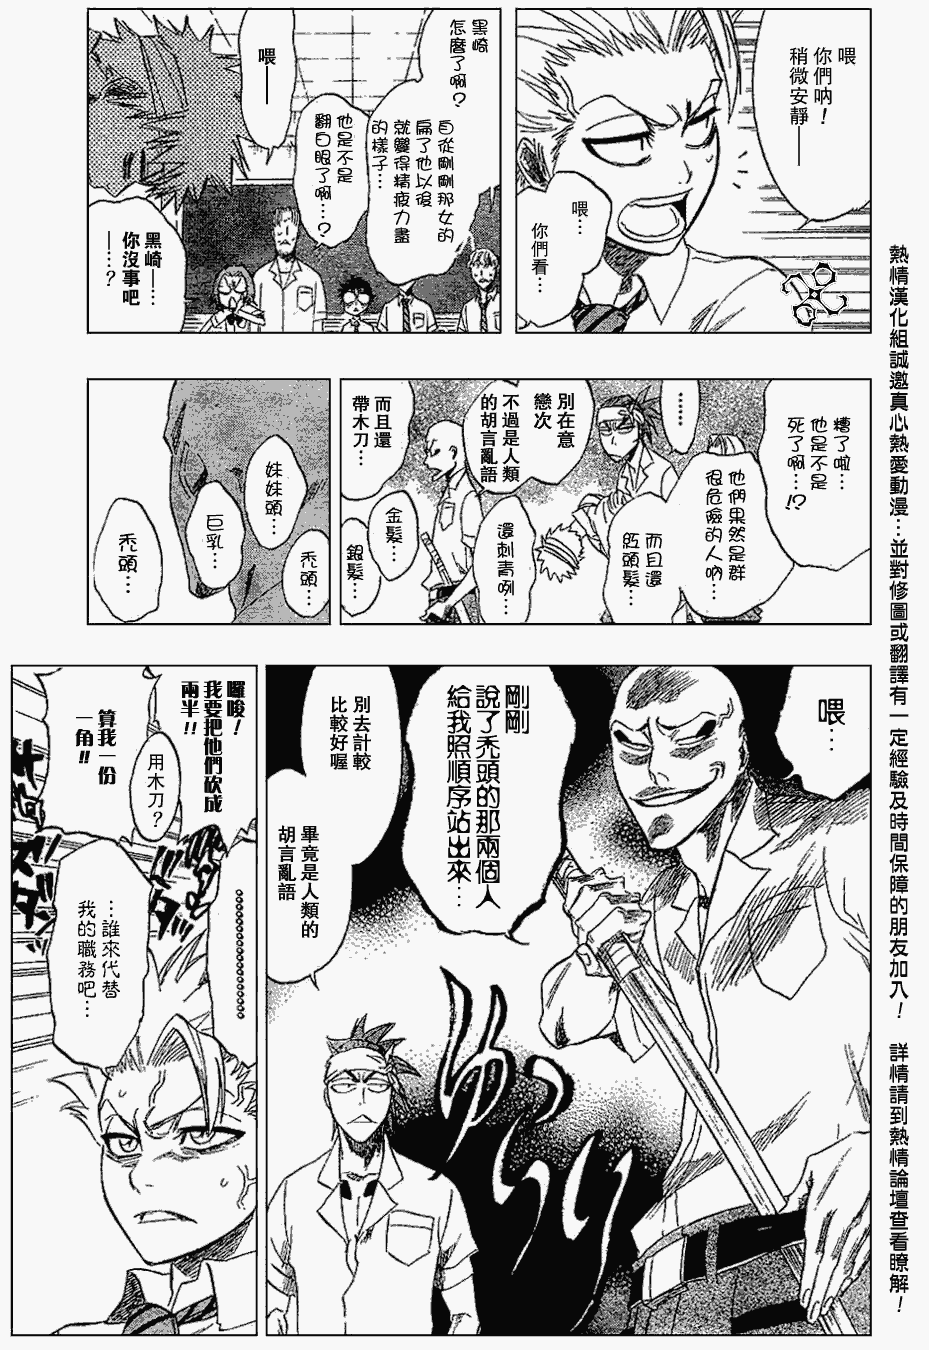 喂
你們吶！
稍微安靜——
喂…
你們看…
黑崎
怎麼了啊？
自從剛剛那女的
扁了他以後
就變得精疲力盡
的樣子…
他是不是
翻白眼了啊…？
喂——
黑崎——…
你沒事吧
——…？
糟了啦…
他是不是
死了啊…!?
他們果然是群
很危險的人吶…
而且還
紅頭髮…
……
還刺青咧…
別在意
戀次
不過是人類
的胡言亂語
而且還
帶木刀…
金髮…
銀髮…
妹妹頭…
禿頭…
巨乳…
禿頭…
喂…
剛剛
說了禿頭的那兩個人
給我照順序站出來…
別去計較
比較好喔
畢竟是人類的
胡言亂語
ゆらり
……………
囉唆！
我要把他們砍成
兩半!!
用木刀？
算我一份
一角!!
…誰來代替
我的職務吧…
熱情漢化組誠邀真心熱愛動漫…並對修圖或翻譯有一定經驗及時間保障的朋友加入！ 詳情請到熱情論壇查看瞭解！